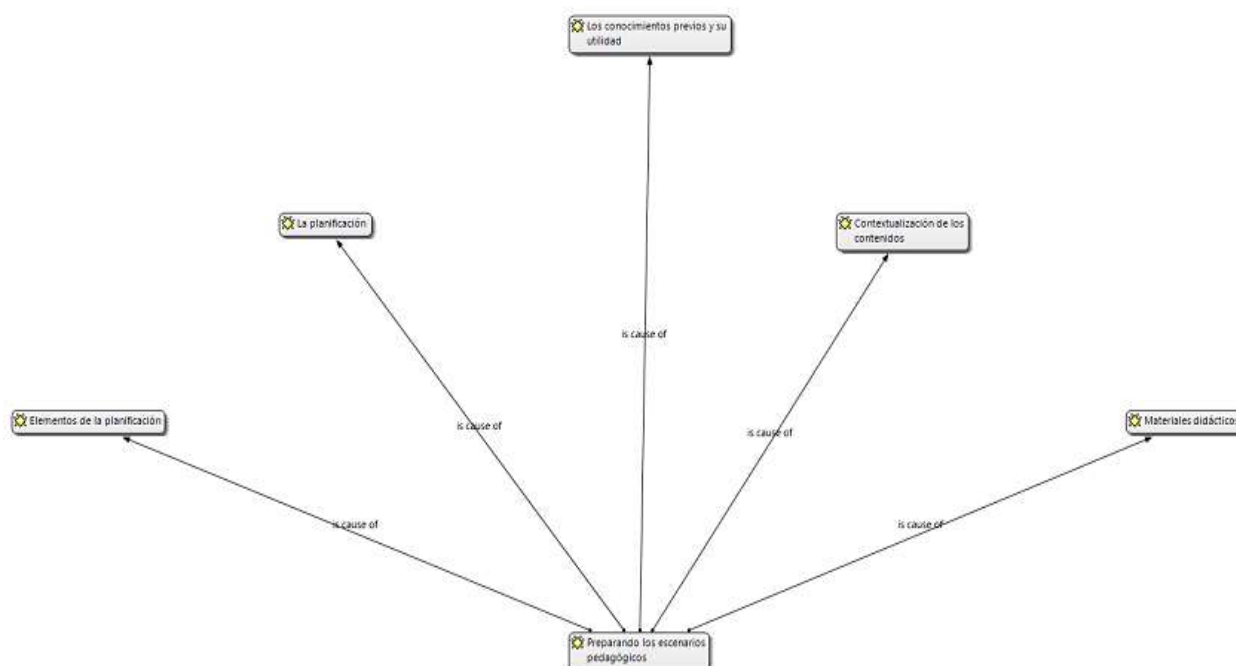 Los conocimientos previos y su
utilidad
La planificación
Contextualización de los
contenidos
is cause of
Elementos de la planificación
Materiales didácticos
is cause of
is cause of
is cause of
is cause of
Preparando los escenarios
pedagógicos